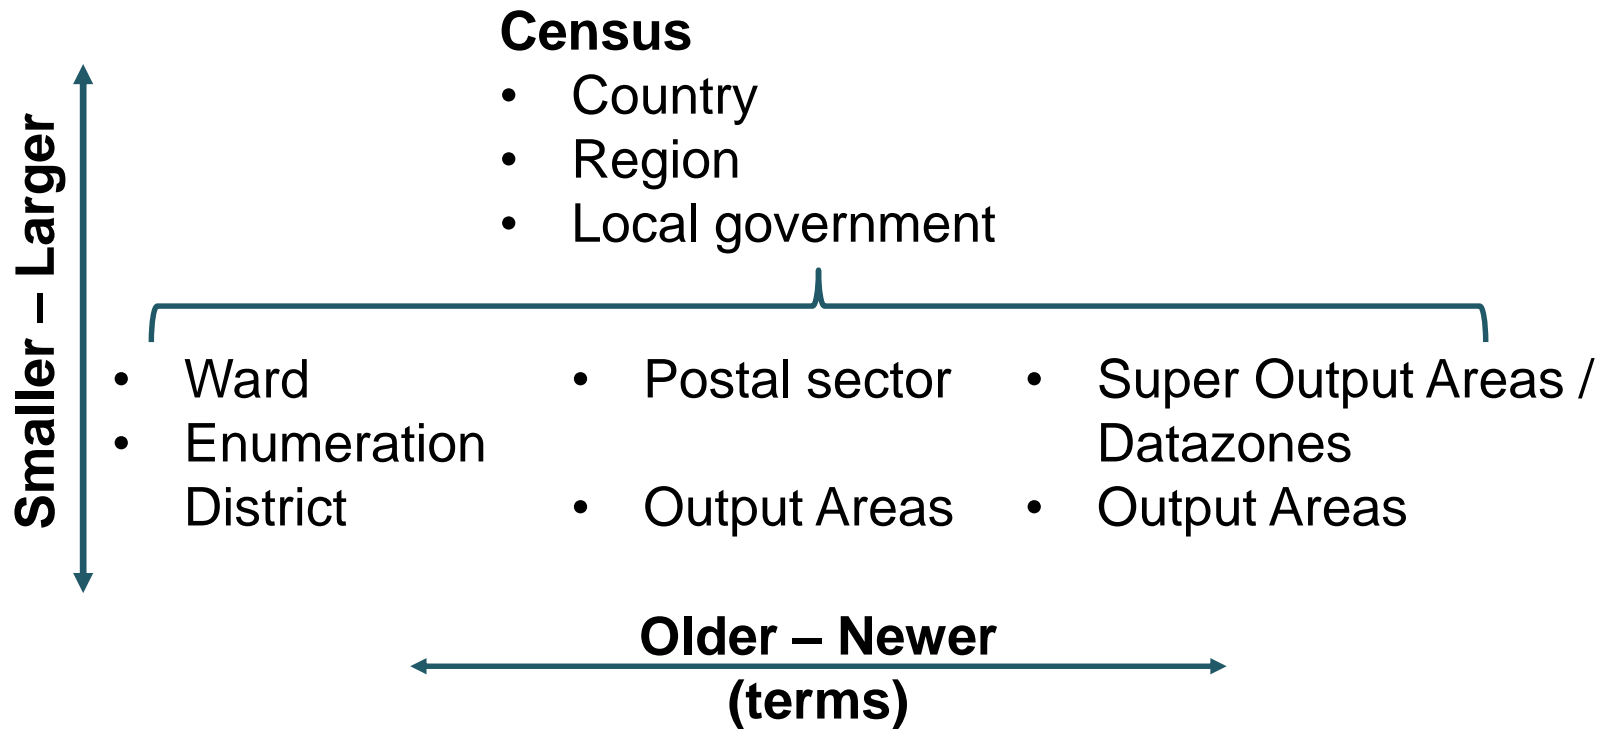 Census
• Country
• Region
• Local government
Smaller – Larger
• Ward
• Enumeration
District
• Postal sector
• Output Areas
• Super Output Areas /
Datazones
• Output Areas
Older – Newer
(terms)